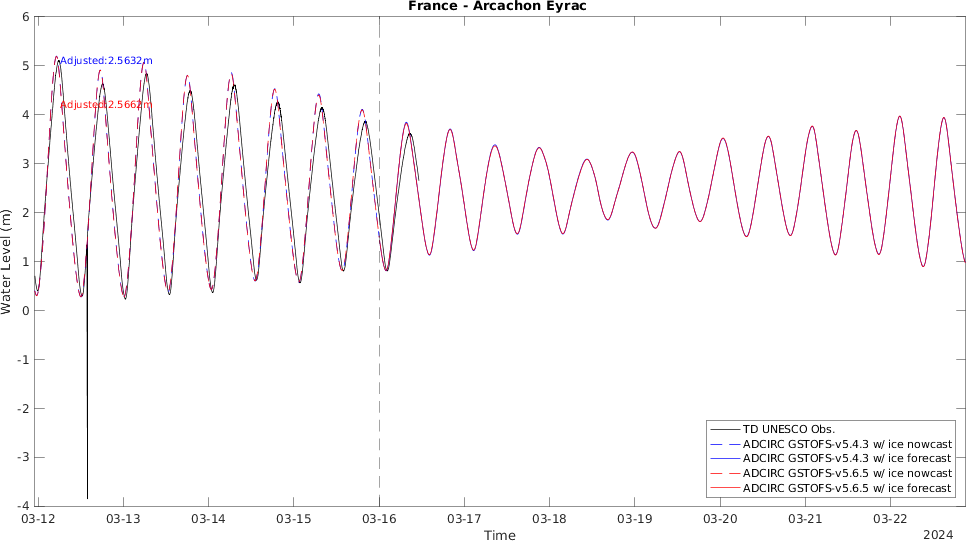 France - Arcachon Eyrac
6
5
4
3
2
1
0
-1
-2
-3
-4
Water Level (m)
Adjusted:2.5632m
Adjusted:2.5662m
TD UNESCO Obs.
ADCIRC GSTOFS-v5.4.3 w/ ice nowcast
ADCIRC GSTOFS-v5.4.3 w/ ice forecast
ADCIRC GSTOFS-v5.6.5 w/ ice nowcast
ADCIRC GSTOFS-v5.6.5 w/ ice forecast
03-12 03-13 03-14 03-15 03-16 03-17 03-18 03-19 03-20 03-21 03-22
Time
2024